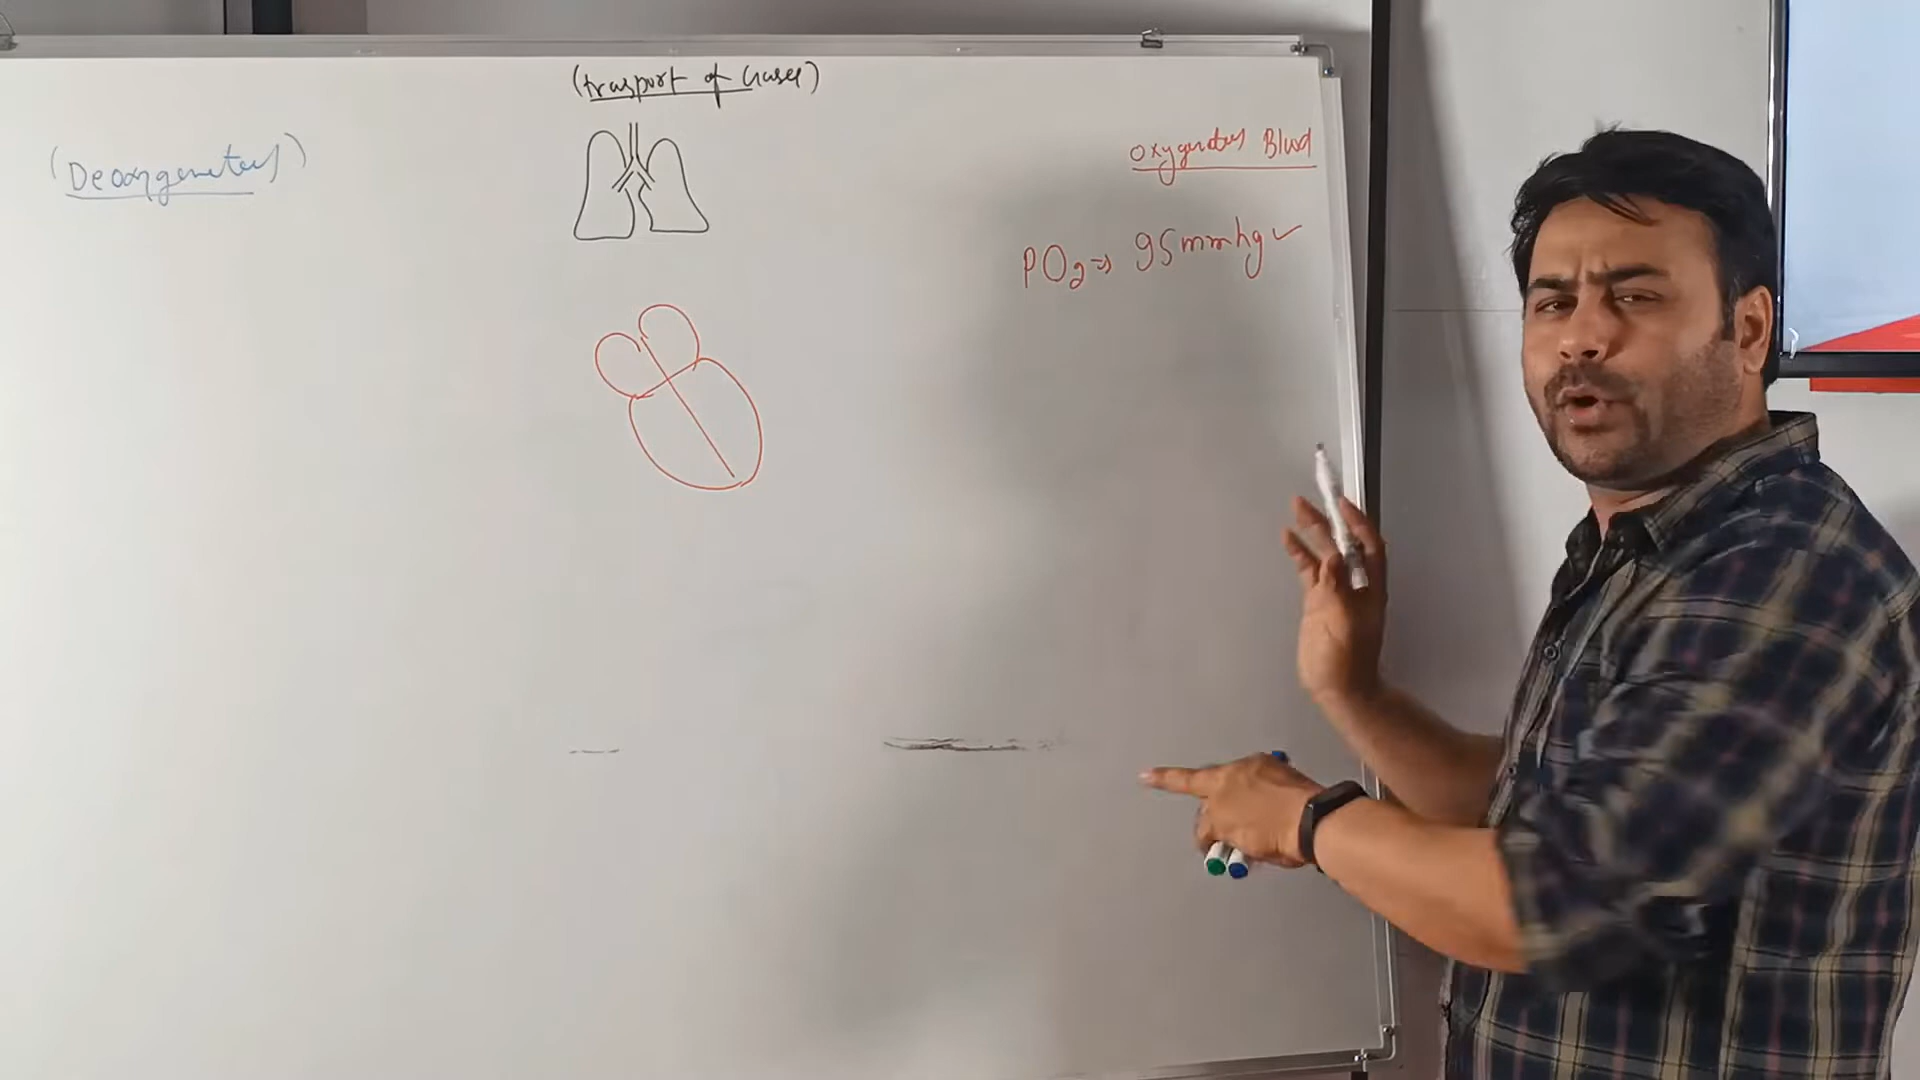 (trasport of Gases)
(Deoxygenated)
Oxygenated Blood
PO2 → 95mmhg ✓